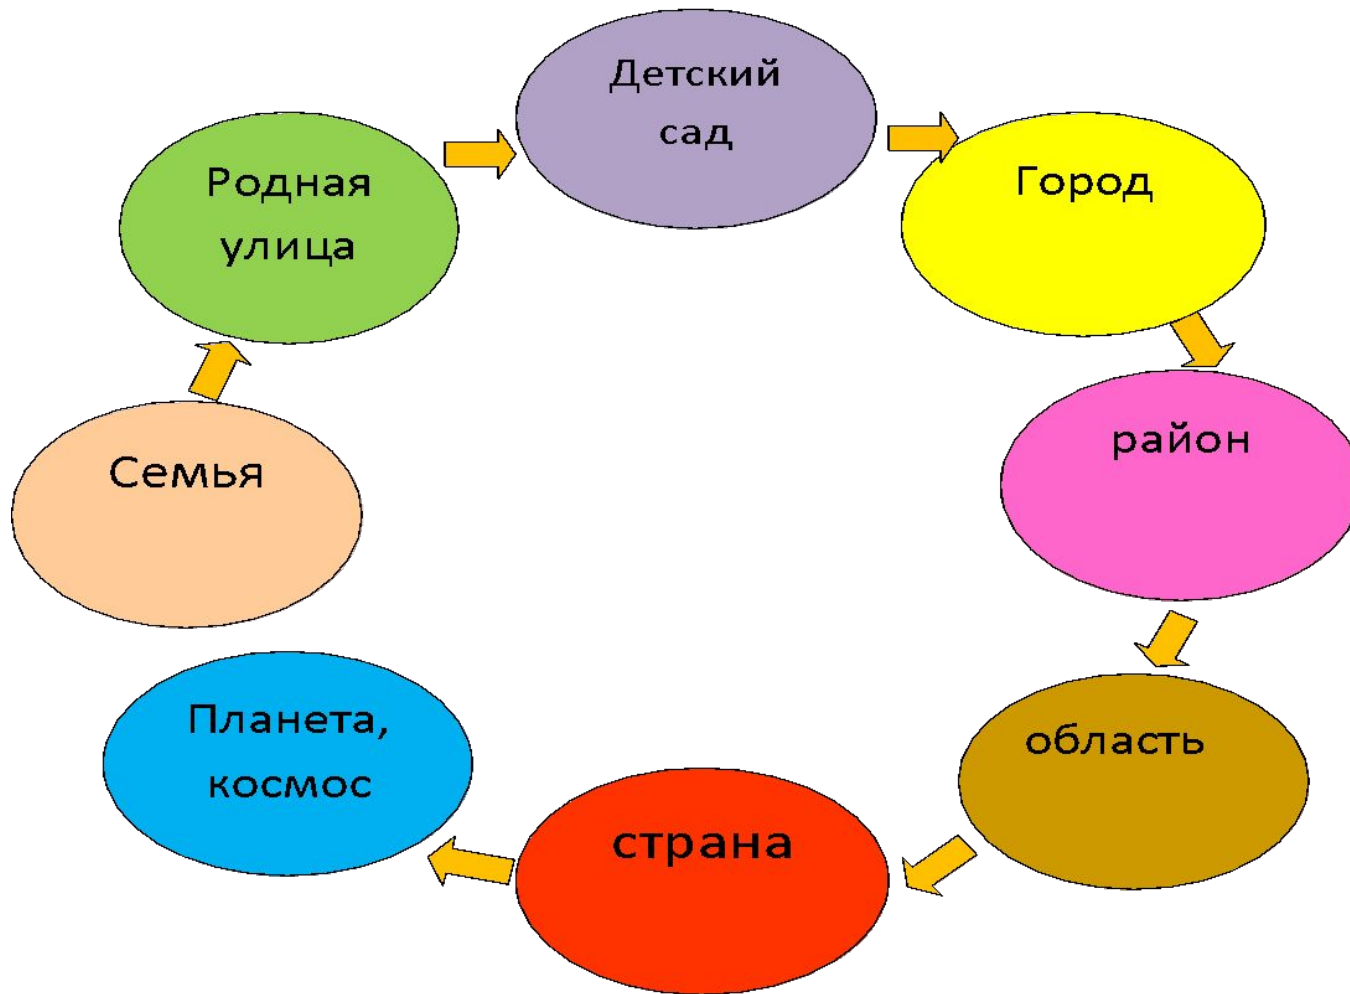 Детский
сад
Родная
улица
Город
Семья
район
Планета,
космос
область
страна